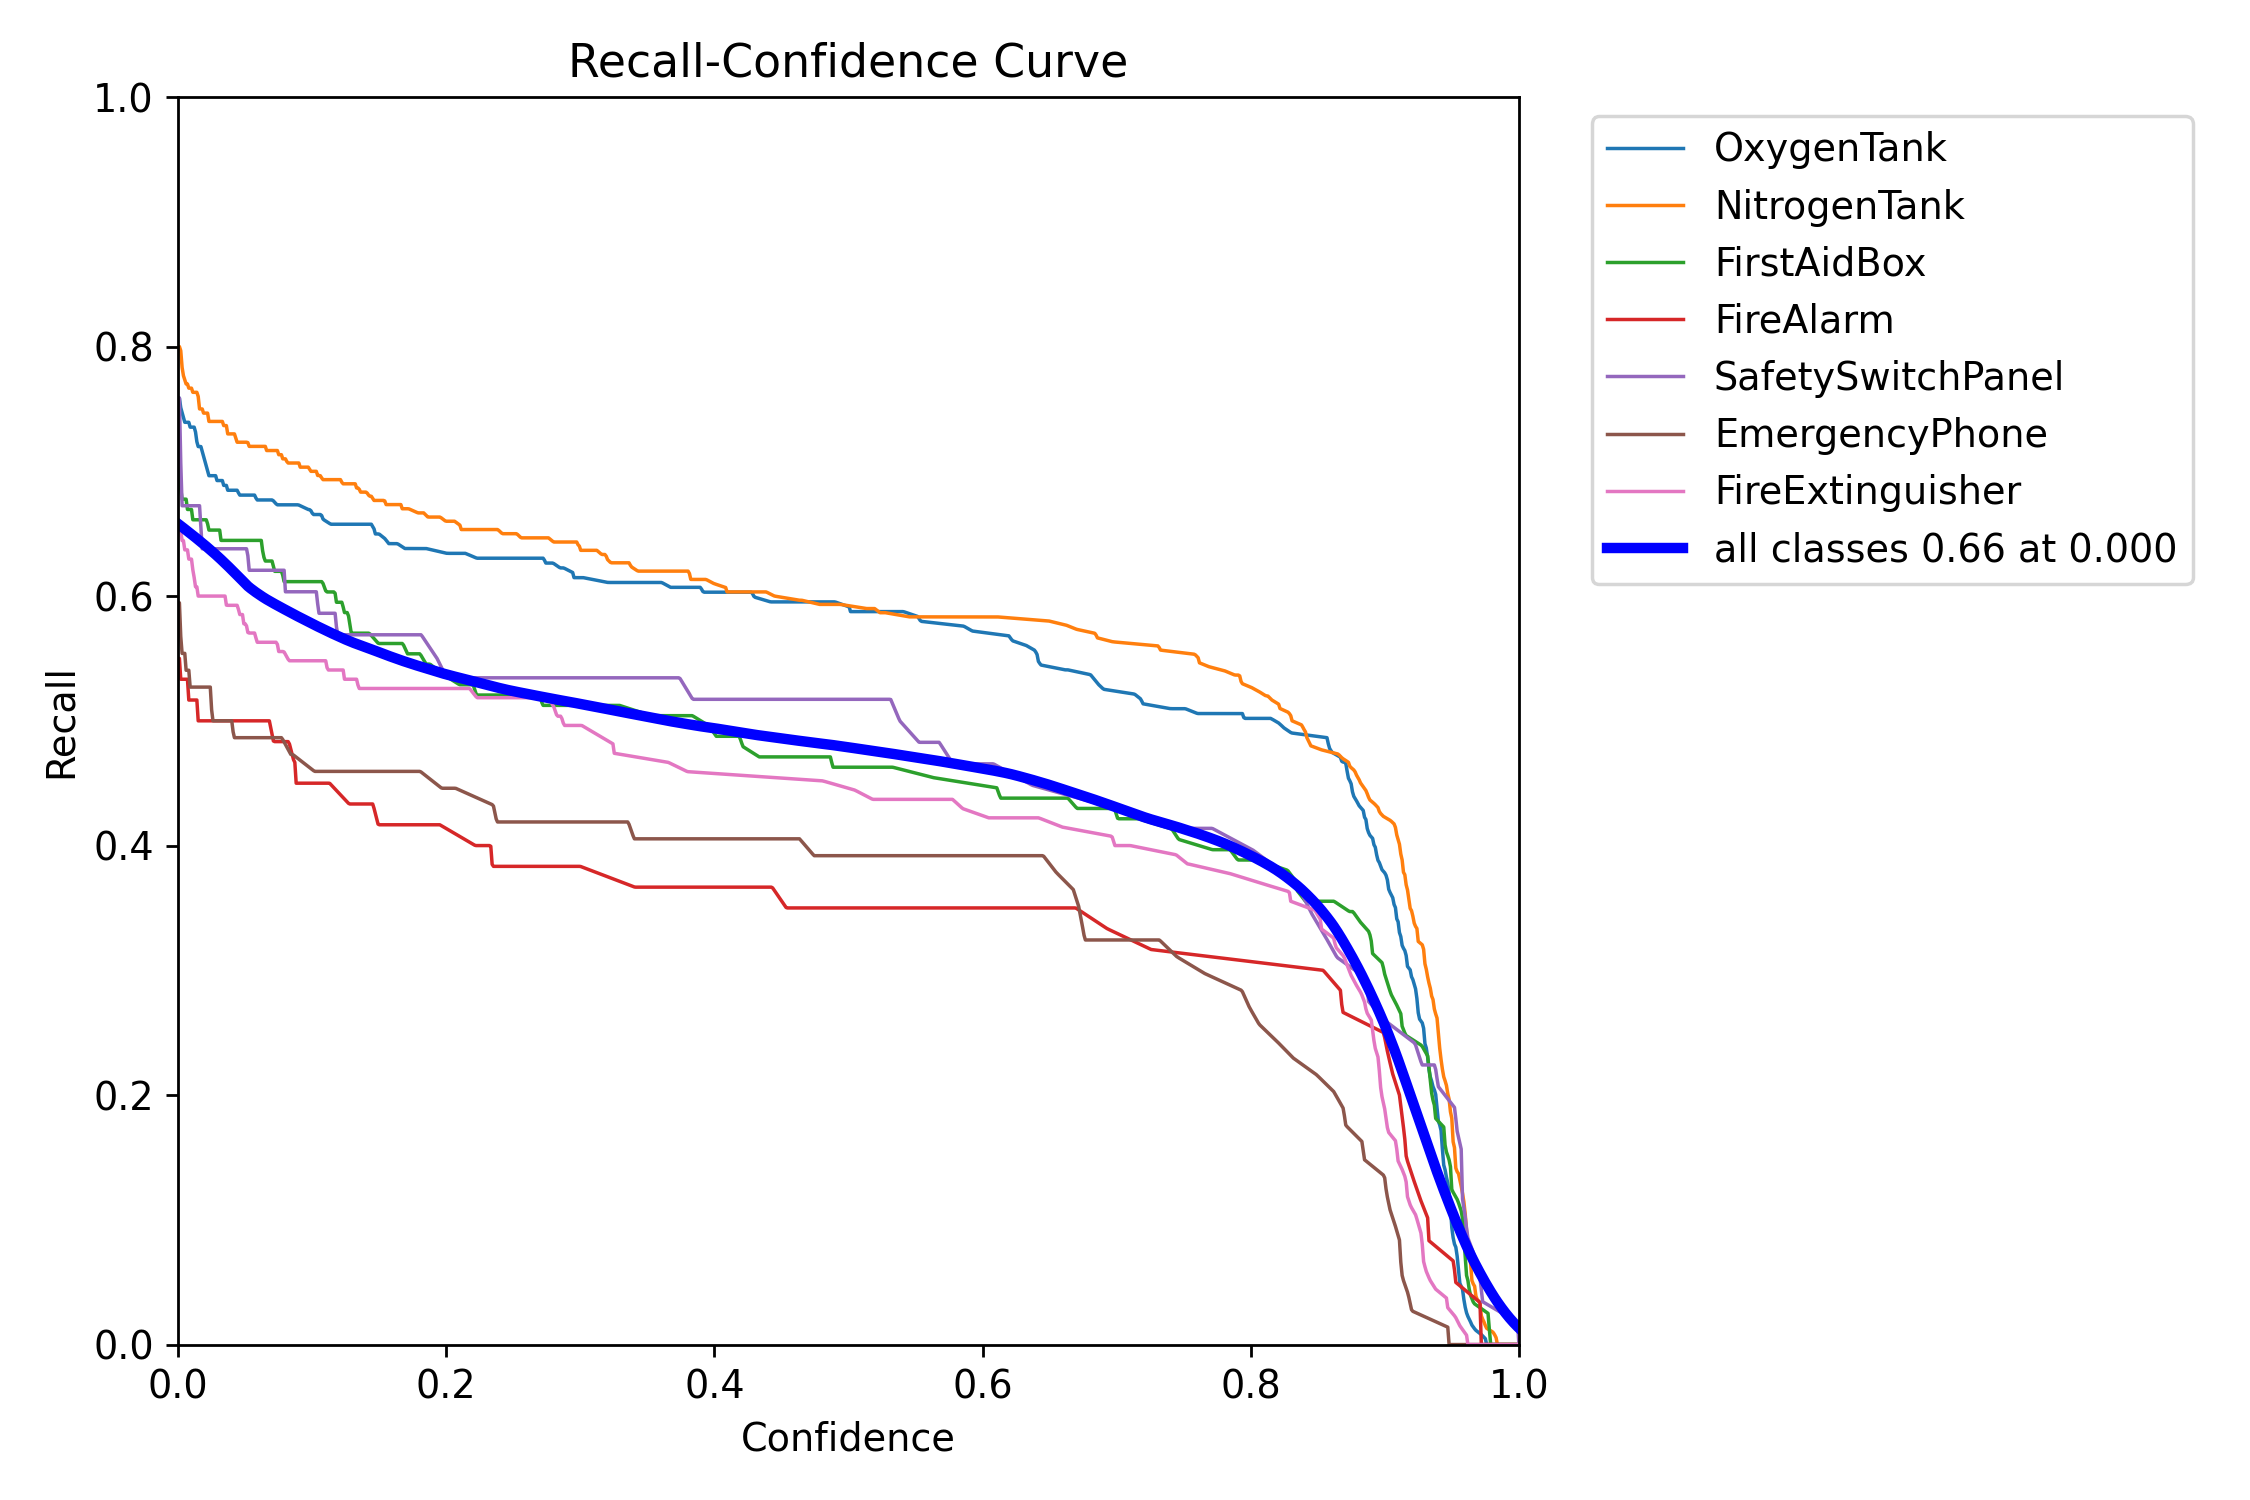 Recall-Confidence Curve
1.0
0.8
0.6
0.4
0.2
0.0
Recall
0.0 0.2 0.4 0.6 0.8 1.0
Confidence
OxygenTank
NitrogenTank
FirstAidBox
FireAlarm
SafetySwitchPanel
EmergencyPhone
FireExtinguisher
all classes 0.66 at 0.000